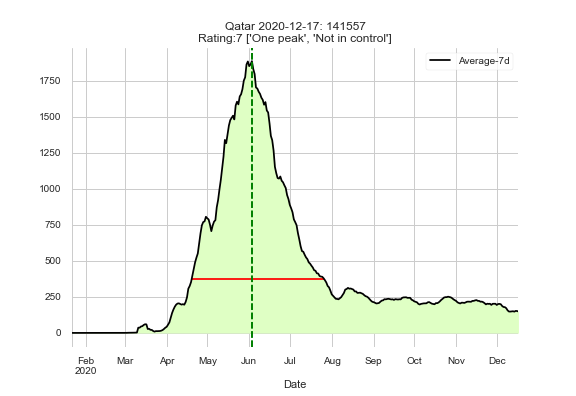 Qatar 2020-12-17: 141557
Rating:7 ['One peak', 'Not in control']
Average-7d
1750
1500
1250
1000
750
500
250
0
Feb Mar Apr May Jun Jul Aug Sep Oct Nov Dec
2020
Date